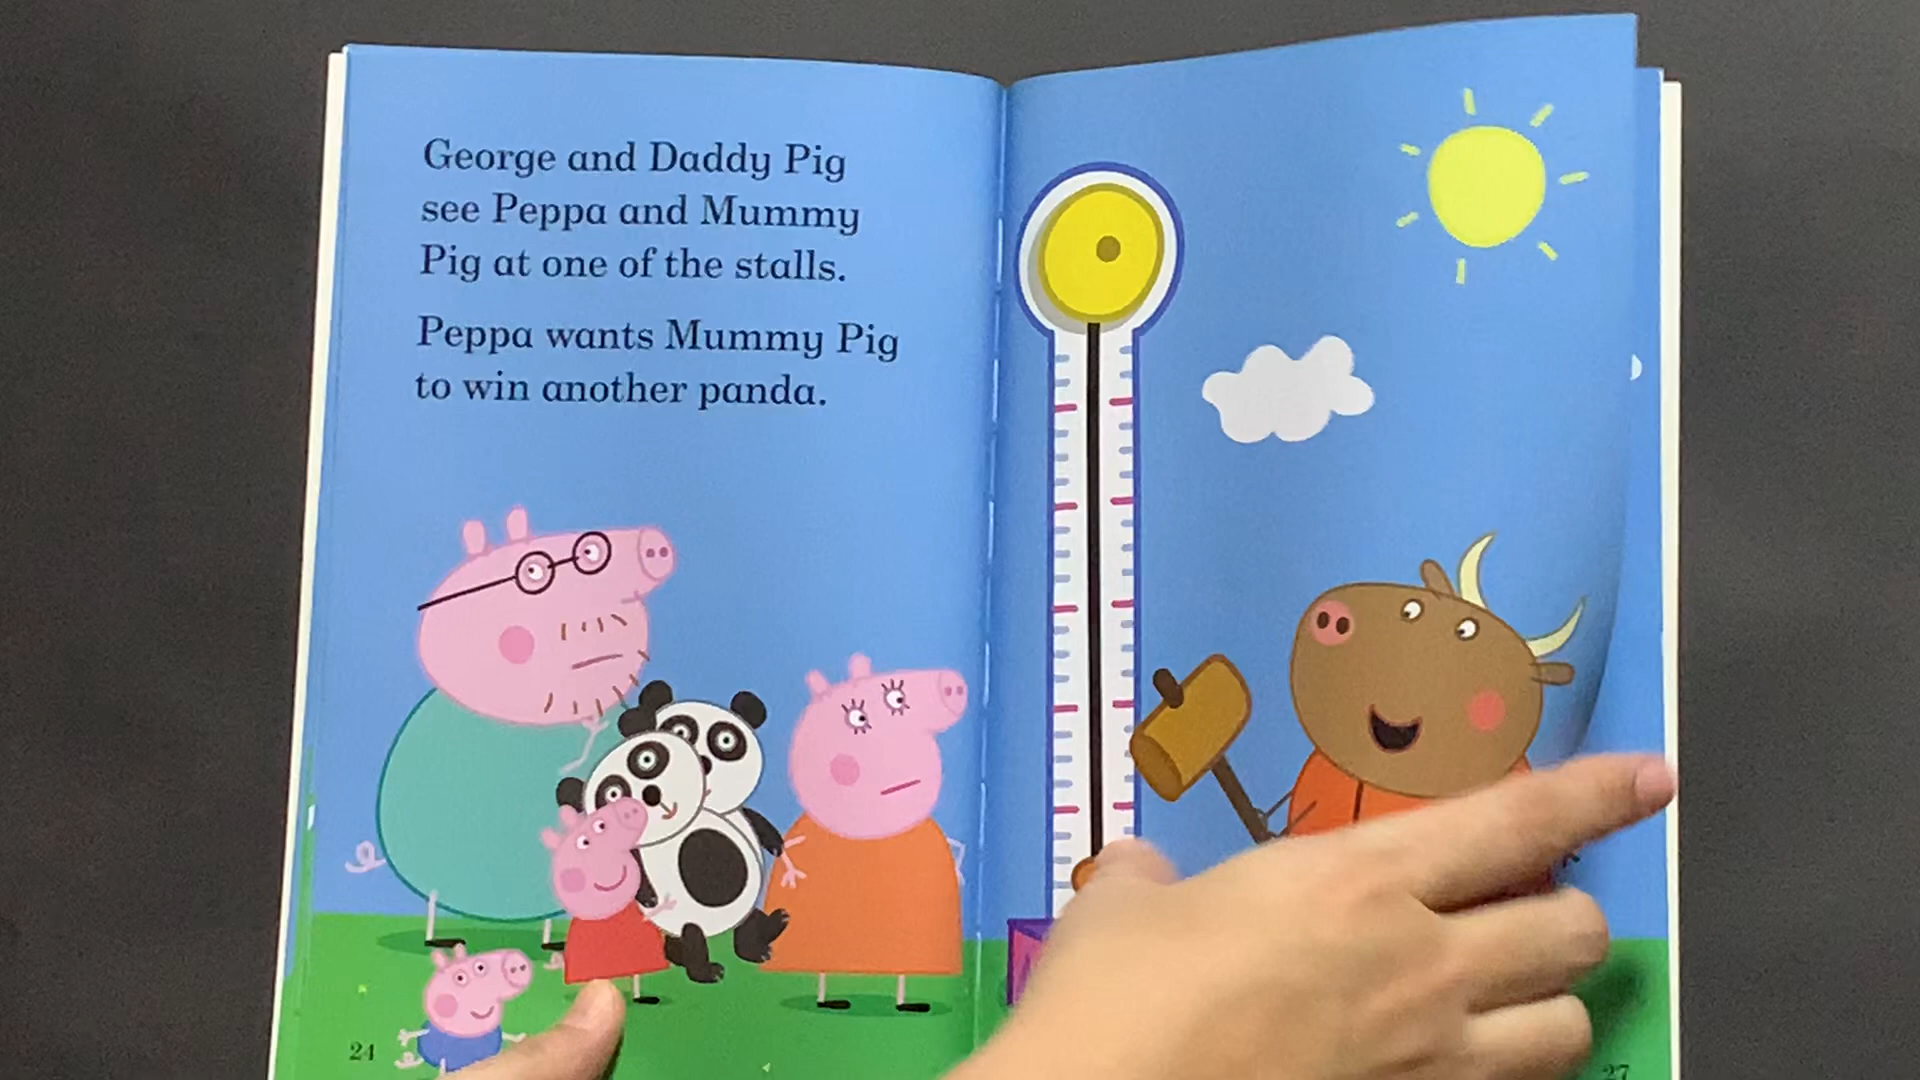 George and Daddy Pig
see Peppa and Mummy
Pig at one of the stalls.
Peppa wants Mummy Pig
to win another panda.
24
27